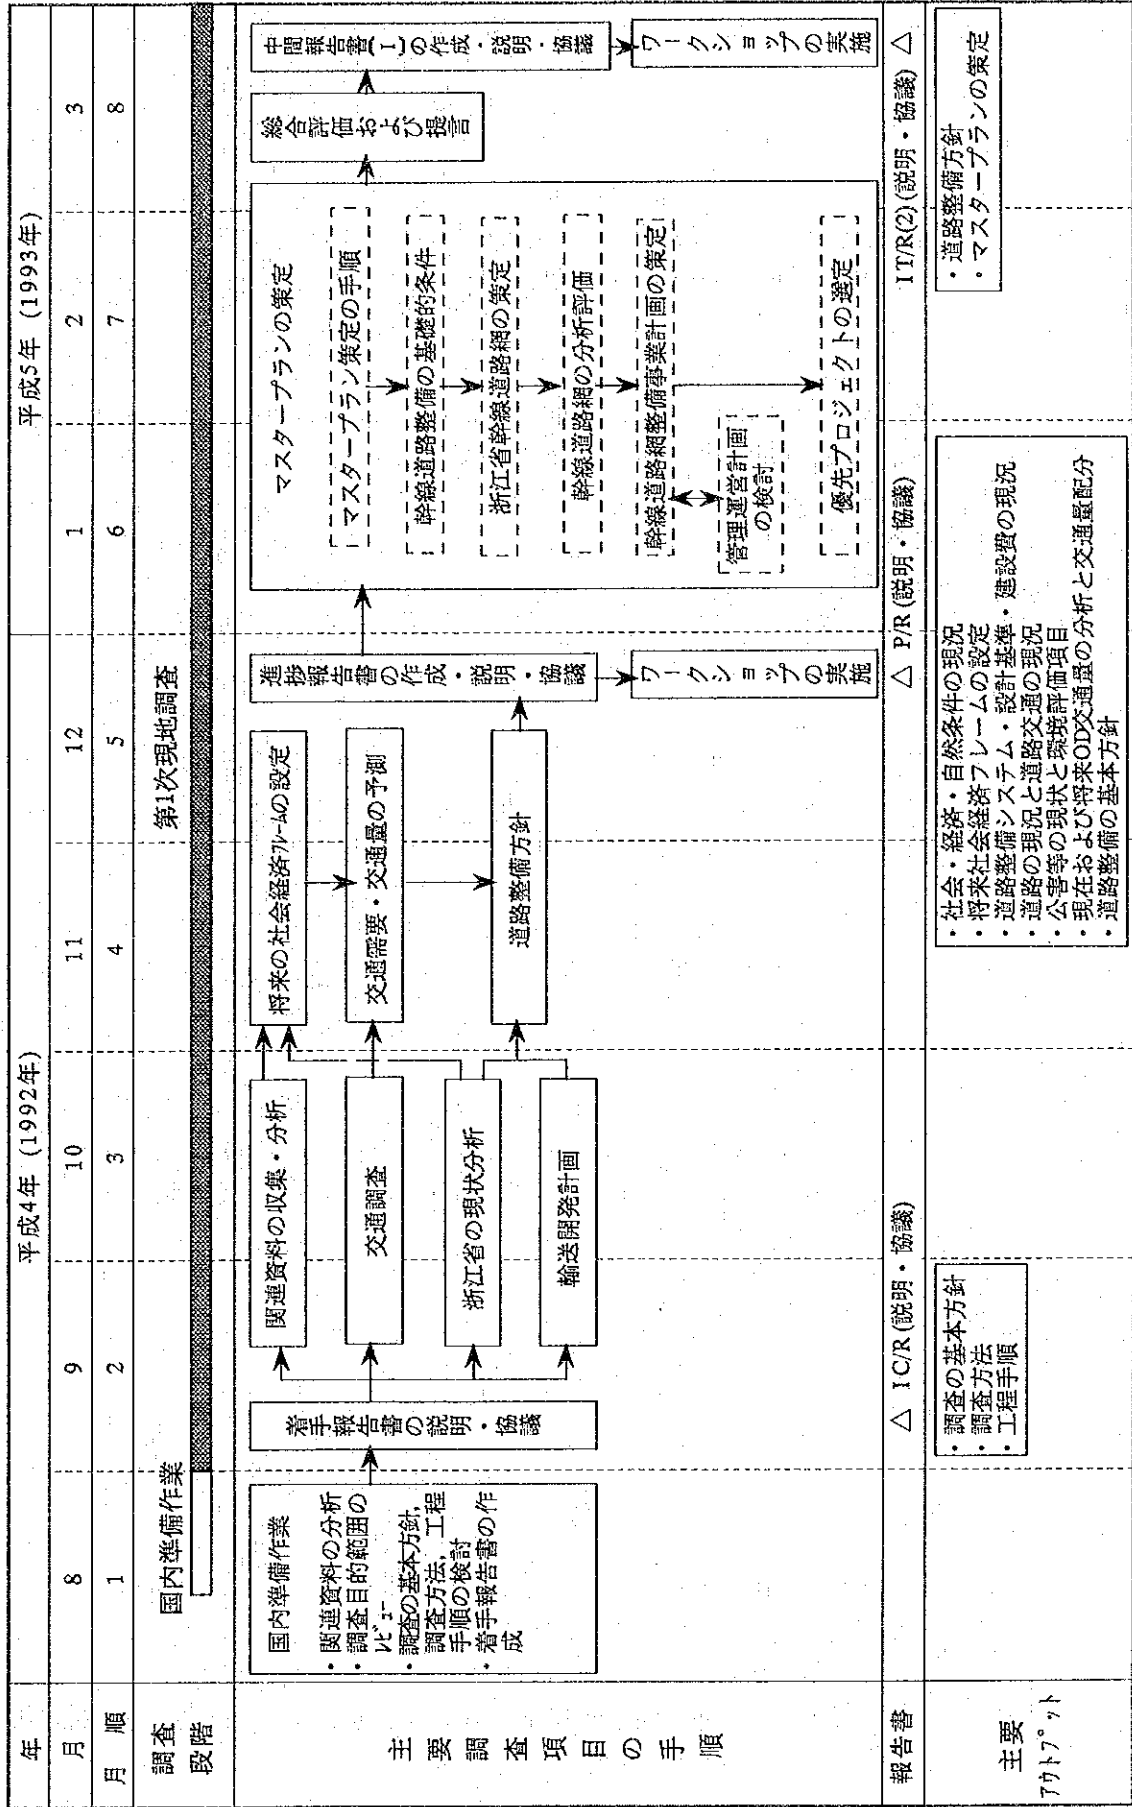 年
平成4年 (1992年)
平成5年 (1993年)
月
8
9
10
11
12
1
2
3
月順
1
2
3
4
5
6
7
8
調査
段階
国内準備作業
第1次現地調査
主要調査項目の手順
国内準備作業
・関連資料の分析
・調査目的範囲の
レビュー
・調査の基本方針,
調査方法, 工程
手順の検討
・着手報告書の作
成
着手報告書の説明・協議
関連資料の収集・分析
交通調査
浙江省の現状分析
輸送開発計画
将来の社会経済フレームの設定
交通需要・交通量の予測
道路整備方針
進捗報告書の作成・説明・協議
ワークショップの実施
マスタープランの策定
マスタープラン策定の手順
幹線道路整備の基礎的条件
浙江省幹線道路網の策定
幹線道路網の分析評価
幹線道路網整備事業計画の策定
管理運営計画
の検討
優先プロジェクトの選定
総合評価および提言
中間報告書(I)の作成・説明・協議
ワークショップの実施
報告書
△ IC/R (説明・協議)
△ P/R (説明・協議)
IT/R(2) (説明・協議) △
主要
アウトプット
・調査の基本方針
・調査方法
・工程手順
・社会・経済・自然条件の現況
・将来社会経済フレームの設定
・道路整備システム・設計基準・建設費の現況
・道路の現況と道路交通の現況
・公害等の現状と環境評価項目
・現在および将来OD交通量の分析と交通量配分
・道路整備の基本方針
・道路整備方針
・マスタープランの策定